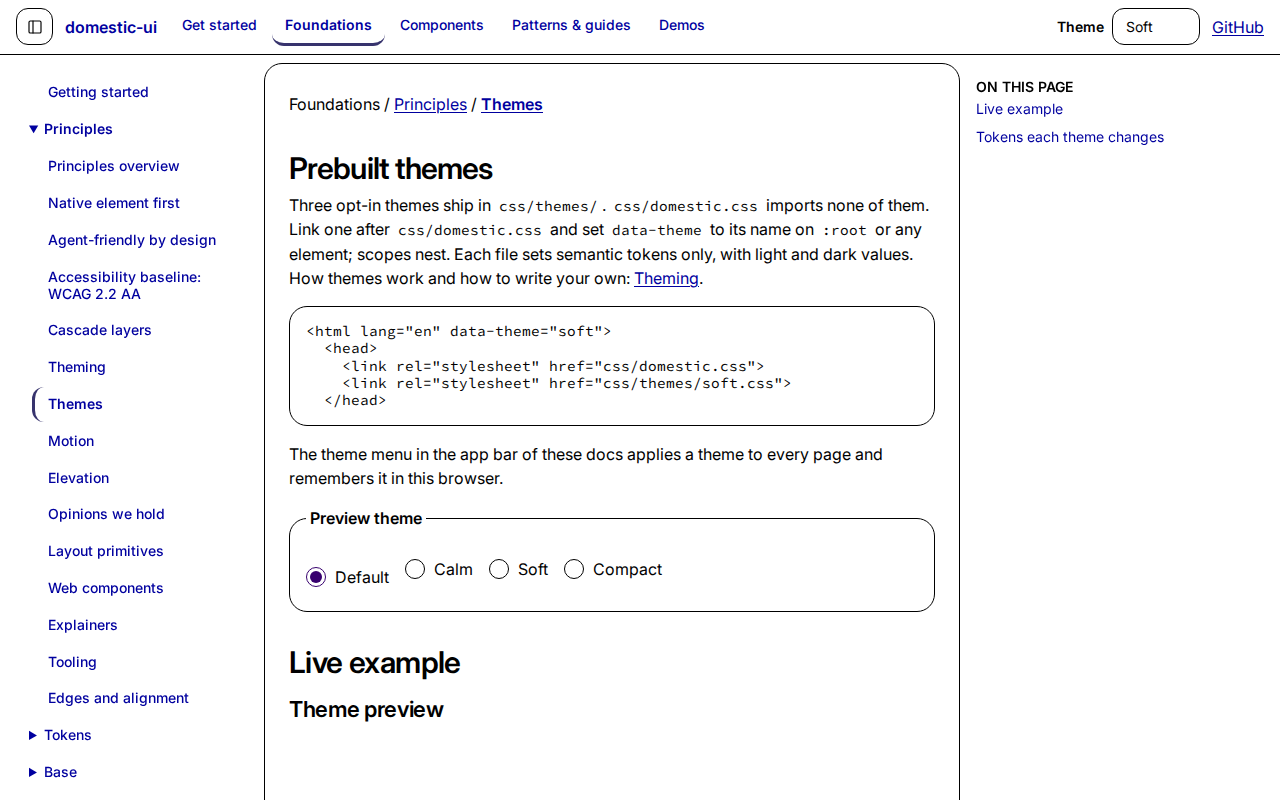 domestic-ui
Get started
Foundations
Components
Patterns & guides
Demos
Theme
Soft
GitHub
Getting started
Principles
Principles overview
Native element first
Agent-friendly by design
Accessibility baseline:
WCAG 2.2 AA
Cascade layers
Theming
Themes
Motion
Elevation
Opinions we hold
Layout primitives
Web components
Explainers
Tooling
Edges and alignment
Tokens
Base
Foundations / Principles / Themes
Prebuilt themes
Three opt-in themes ship in css/themes/. css/domestic.css imports none of them.
Link one after css/domestic.css and set data-theme to its name on :root or any
element; scopes nest. Each file sets semantic tokens only, with light and dark values.
How themes work and how to write your own: Theming.
<html lang="en" data-theme="soft">
  <head>
    <link rel="stylesheet" href="css/domestic.css">
    <link rel="stylesheet" href="css/themes/soft.css">
  </head>
The theme menu in the app bar of these docs applies a theme to every page and
remembers it in this browser.
Preview theme
Default
Calm
Soft
Compact
Live example
Theme preview
ON THIS PAGE
Live example
Tokens each theme changes